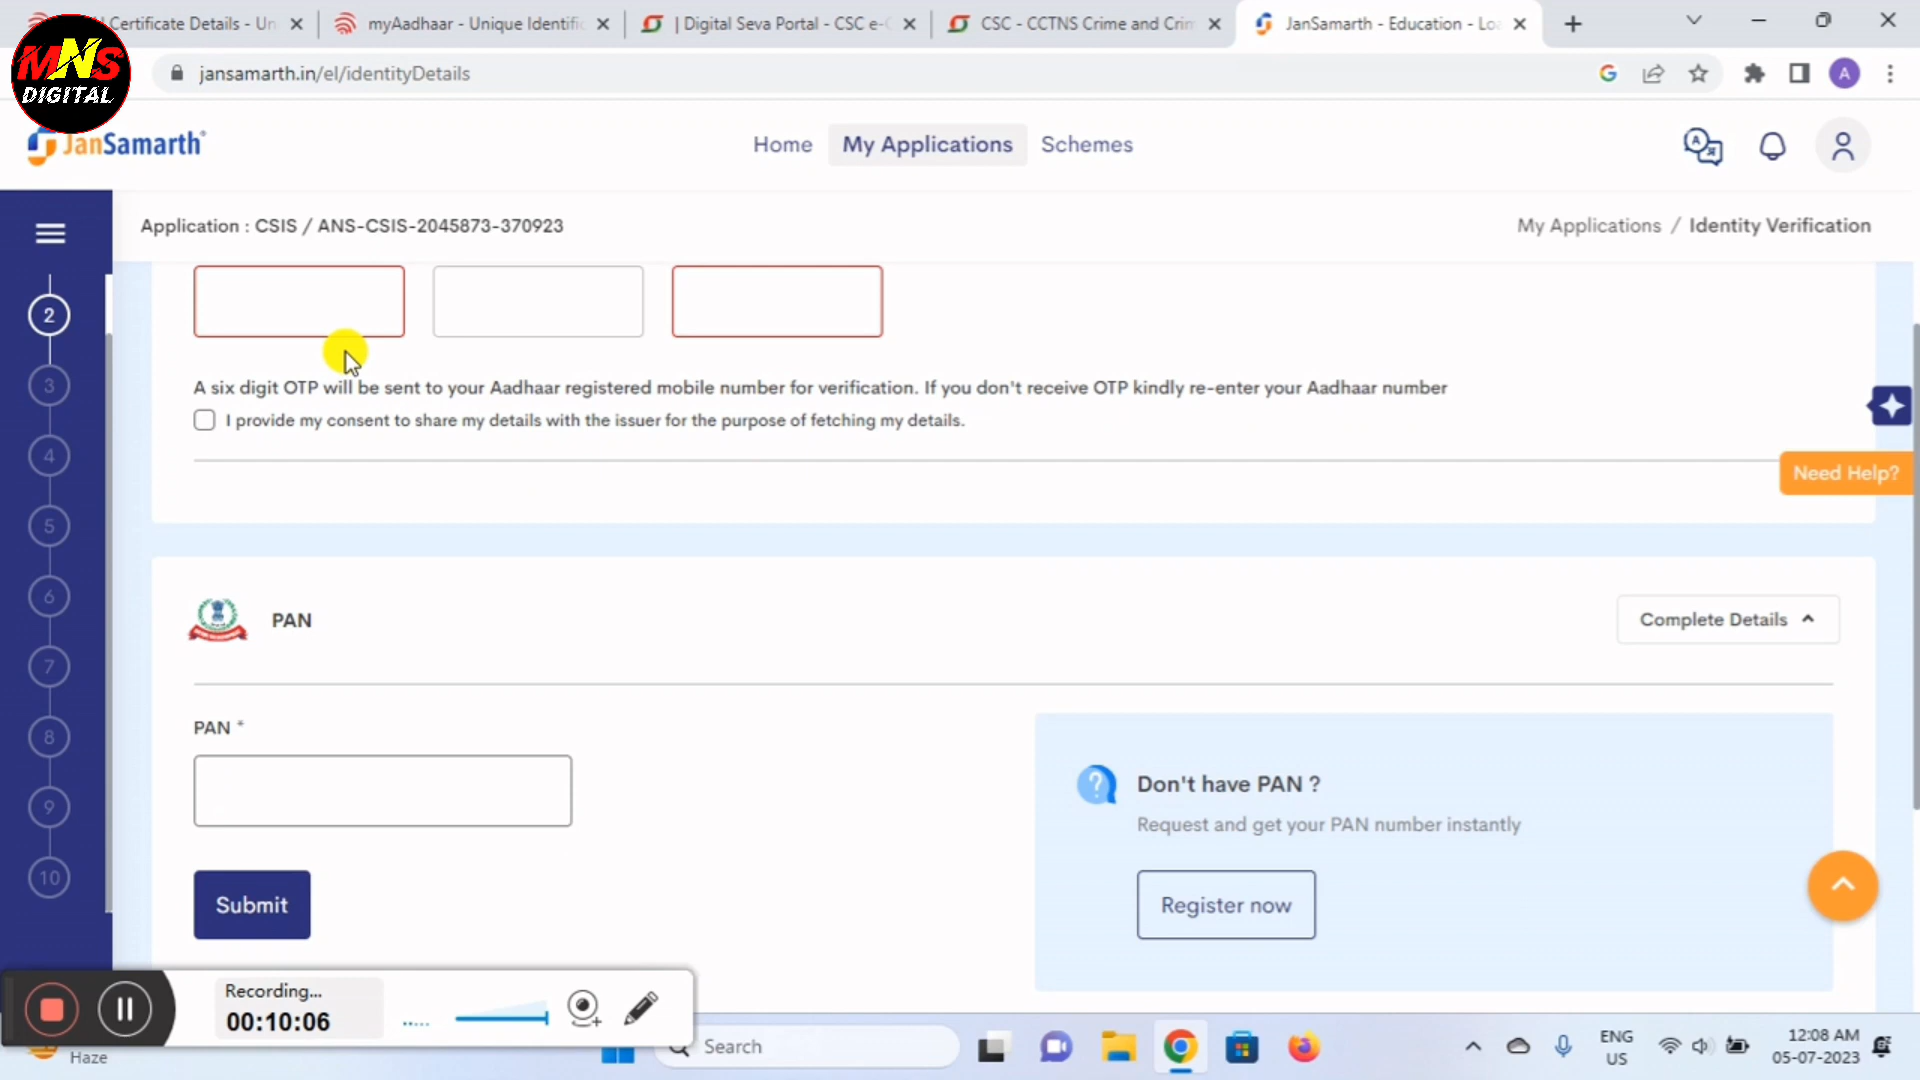 Certificate Details - Un
myAadhaar - Unique Identific
| Digital Seva Portal - CSC e-G
CSC - CCTNS Crime and Crim
JanSamarth - Education - Loa
MNS
DIGITAL
jansamarth.in/el/identityDetails
A
JanSamarth
Home
My Applications
Schemes
Application : CSIS / ANS-CSIS-2045873-370923
My Applications / Identity Verification
2
3
4
5
6
7
8
9
10
A six digit OTP will be sent to your Aadhaar registered mobile number for verification. If you don't receive OTP kindly re-enter your Aadhaar number
I provide my consent to share my details with the issuer for the purpose of fetching my details.
Need Help?
PAN
Complete Details
PAN *
Don't have PAN ?
Request and get your PAN number instantly
Submit
Register now
Recording...
00:10:06
Haze
Search
ENG
US
12:08 AM
05-07-2023